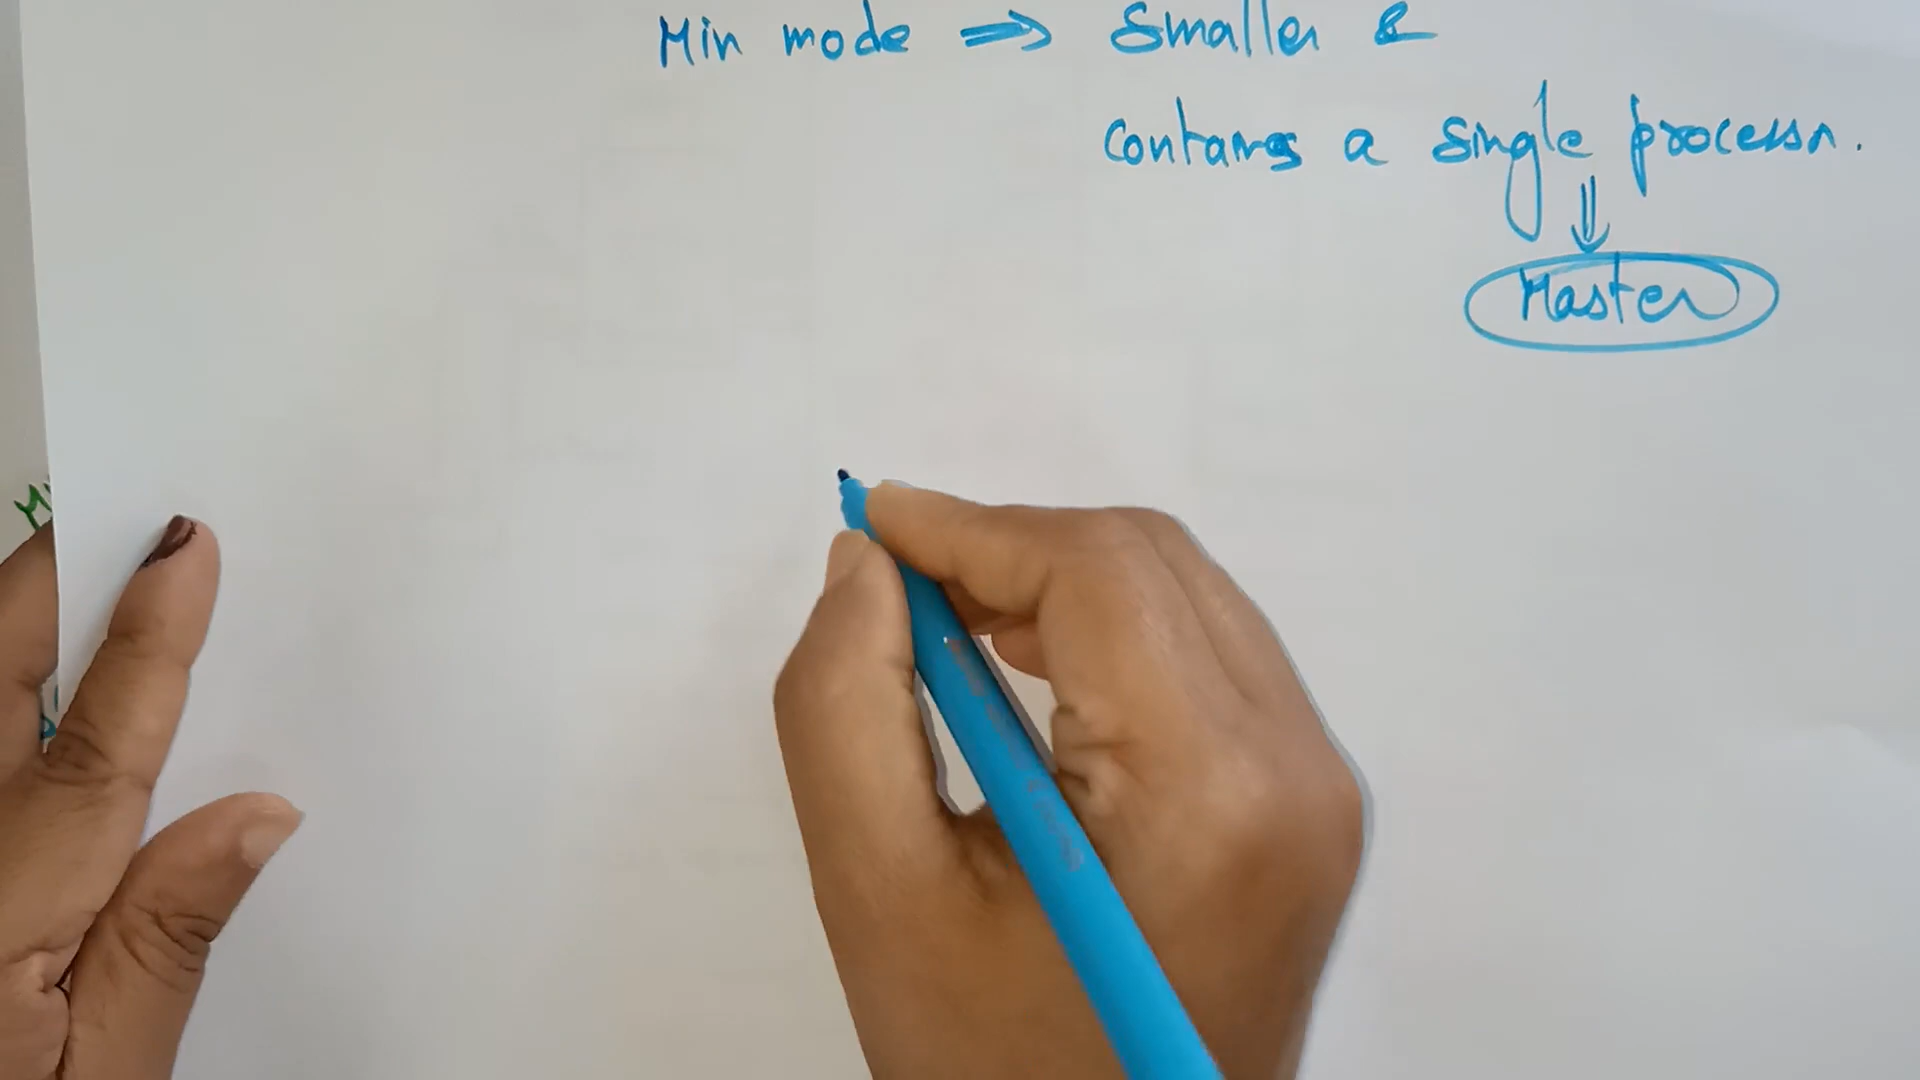 Min mode ⇒ Smaller &
contains a single processor.
⇓
Master